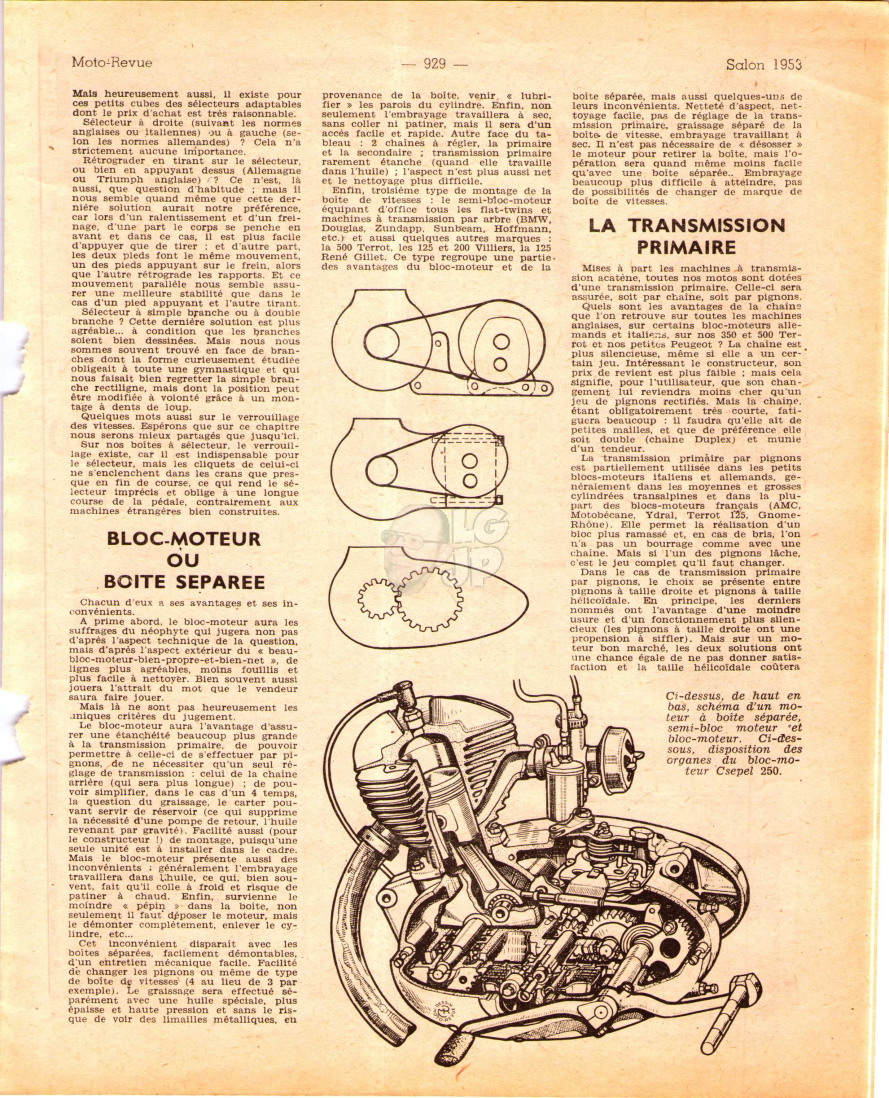 Moto-Revue
— 929 —
Salon 1953
Mais heureusement aussi, il existe pour
ces petits cubes des sélecteurs adaptables
dont le prix d'achat est très raisonnable.
Sélecteur à droite (suivant les normes
anglaises ou italiennes) ou à gauche (se-
lon les normes allemandes) ? Cela n'a
strictement aucune importance.
Rétrograder en tirant sur le sélecteur,
ou bien en appuyant dessus (Allemagne
ou Triumph anglaise) ? Ce n'est, là
aussi, que question d'habitude ; mais il
nous semble quand même que cette der-
nière solution aurait notre préférence,
car lors d'un ralentissement et d'un frei-
nage, d'une part le corps se penche en
avant et dans ce cas, il est plus facile
d'appuyer que de tirer ; et d'autre part,
les deux pieds font le même mouvement,
un des pieds appuyant sur le frein, alors
que l'autre rétrograde les rapports. Et ce
mouvement parallèle nous semble assu-
rer une meilleure stabilité que dans le
cas d'un pied appuyant et l'autre tirant.
Sélecteur à simple branche ou à double
branche ? Cette dernière solution est plus
agréable... à condition que les branches
soient bien dessinées. Mais nous nous
sommes souvent trouvé en face de bran-
ches dont la forme curieusement étudiée
obligeait à toute une gymnastique et qui
nous faisait bien regretter la simple bran-
che rectiligne, mais dont la position peut
être modifiée à volonté grâce à un mon-
tage à dents de loup.
Quelques mots aussi sur le verrouillage
des vitesses. Espérons que sur ce chapitre
nous serons mieux partagés que jusqu'ici.
Sur nos boîtes à sélecteur, le verrouil-
lage existe, car il est indispensable pour
le sélecteur, mais les cliquets de celui-ci
ne s'enclenchent dans les crans que pres-
que en fin de course, ce qui rend le sé-
lecteur imprécis et oblige à une longue
course de la pédale, contrairement aux
machines étrangères bien construites.
BLOC-MOTEUR
OU
BOITE SEPAREE
Chacun d'eux a ses avantages et ses in-
convénients.
A prime abord, le bloc-moteur aura les
suffrages du néophyte qui jugera non pas
d'après l'aspect technique de la question,
mais d'après l'aspect extérieur du « beau-
bloc-moteur-bien-propre-et-bien-net », de
lignes plus agréables, moins fouillis et
plus facile à nettoyer. Bien souvent aussi
jouera l'attrait du mot que le vendeur
saura faire jouer.
Mais là ne sont pas heureusement les
uniques critères du jugement.
Le bloc-moteur aura l'avantage d'assu-
rer une étanchéité beaucoup plus grande
à la transmission primaire, de pouvoir
permettre à celle-ci de s'effectuer par pi-
gnons, de ne nécessiter qu'un seul ré-
glage de transmission : celui de la chaîne
arrière (qui sera plus longue) ; de pou-
voir simplifier, dans le cas d'un 4 temps,
la question du graissage, le carter pou-
vant servir de réservoir (ce qui supprime
la nécessité d'une pompe de retour, l'huile
revenant par gravité). Facilité aussi (pour
le constructeur !) de montage, puisqu'une
seule unité est à installer dans le cadre.
Mais le bloc-moteur présente aussi des
inconvénients : généralement l'embrayage
travaillera dans l'huile, ce qui, bien sou-
vent, fait qu'il colle à froid et risque de
patiner à chaud. Enfin, survienne le
moindre « pépin » dans la boîte, non
seulement il faut déposer le moteur, mais
le démonter complètement, enlever le cy-
lindre, etc...
Cet inconvénient disparait avec les
boîtes séparées, facilement démontables,
d'un entretien mécanique facile. Facilité
de changer les pignons ou même de type
de boîte de vitesses (4 au lieu de 3 par
exemple). Le graissage sera effectué sé-
parément avec une huile spéciale, plus
épaisse et haute pression et sans le ris-
que de voir des limailles métalliques, en
provenance de la boîte, venir « lubri-
fier » les parois du cylindre. Enfin, non
seulement l'embrayage travaillera à sec,
sans coller ni patiner, mais il sera d'un
accès facile et rapide. Autre face du ta-
bleau : 2 chaînes à régler, la primaire
et la secondaire ; transmission primaire
rarement étanche (quand elle travaille
dans l'huile) ; l'aspect n'est plus aussi net
et le nettoyage plus difficile.
Enfin, troisième type de montage de la
boîte de vitesses : le semi-bloc-moteur
équipant d'office tous les flat-twins et
machines à transmission par arbre (BMW,
Douglas, Zundapp, Sunbeam, Hoffmann,
etc.) et aussi quelques autres marques :
la 500 Terrot, les 125 et 200 Villiers, la 125
René Gillet. Ce type regroupe une partie
des avantages du bloc-moteur et de la
boîte séparée, mais aussi quelques-uns de
leurs inconvénients. Netteté d'aspect, net-
toyage facile, pas de réglage de la trans-
mission primaire, graissage séparé de la
boîte de vitesse, embrayage travaillant à
sec. Il n'est pas nécessaire de « désosser »
le moteur pour retirer la boîte, mais l'o-
pération sera quand même moins facile
qu'avec une boîte séparée.. Embrayage
beaucoup plus difficile à atteindre, pas
de possibilités de changer de marque de
boîte de vitesses.
LA TRANSMISSION
PRIMAIRE
Mises à part les machines à transmis-
sion acatène, toutes nos motos sont dotées
d'une transmission primaire. Celle-ci sera
assurée, soit par chaîne, soit par pignons.
Quels sont les avantages de la chaîne
que l'on retrouve sur toutes les machines
anglaises, sur certains bloc-moteurs alle-
mands et italiens, sur nos 350 et 500 Ter-
rot et nos petites Peugeot ? La chaîne est
plus silencieuse, même si elle a un cer-
tain jeu. Intéressant le constructeur, son
prix de revient est plus faible ; mais cela
signifie, pour l'utilisateur, que son chan-
gement lui reviendra moins cher qu'un
jeu de pignons rectifiés. Mais la chaîne,
étant obligatoirement très courte, fati-
guera beaucoup : il faudra qu'elle ait de
petites mailles, et que de préférence elle
soit double (chaîne Duplex) et munie
d'un tendeur.
La transmission primaire par pignons
est partiellement utilisée dans les petits
blocs-moteurs italiens et allemands, gé-
néralement dans les moyennes et grosses
cylindrées transalpines et dans la plu-
part des blocs-moteurs français (AMC,
Motobécane, Ydral, Terrot 125, Gnome-
Rhône). Elle permet la réalisation d'un
bloc plus ramassé et, en cas de bris, l'on
n'a pas un bourrage comme avec une
chaîne. Mais si l'un des pignons lâche,
c'est le jeu complet qu'il faut changer.
Dans le cas de transmission primaire
par pignons, le choix se présente entre
pignons à taille droite et pignons à taille
hélicoïdale. En principe, les derniers
nommés ont l'avantage d'une moindre
usure et d'un fonctionnement plus silen-
cieux (les pignons à taille droite ont une
propension à siffler). Mais sur un mo-
teur bon marché, les deux solutions ont
une chance égale de ne pas donner satis-
faction et la taille hélicoïdale coûtera
Ci-dessus, de haut en
bas, schéma d'un mo-
teur à boîte séparée,
semi-bloc moteur et
bloc-moteur. Ci-des-
sous, disposition des
organes du bloc-mo-
teur Csepel 250.
LG
UP